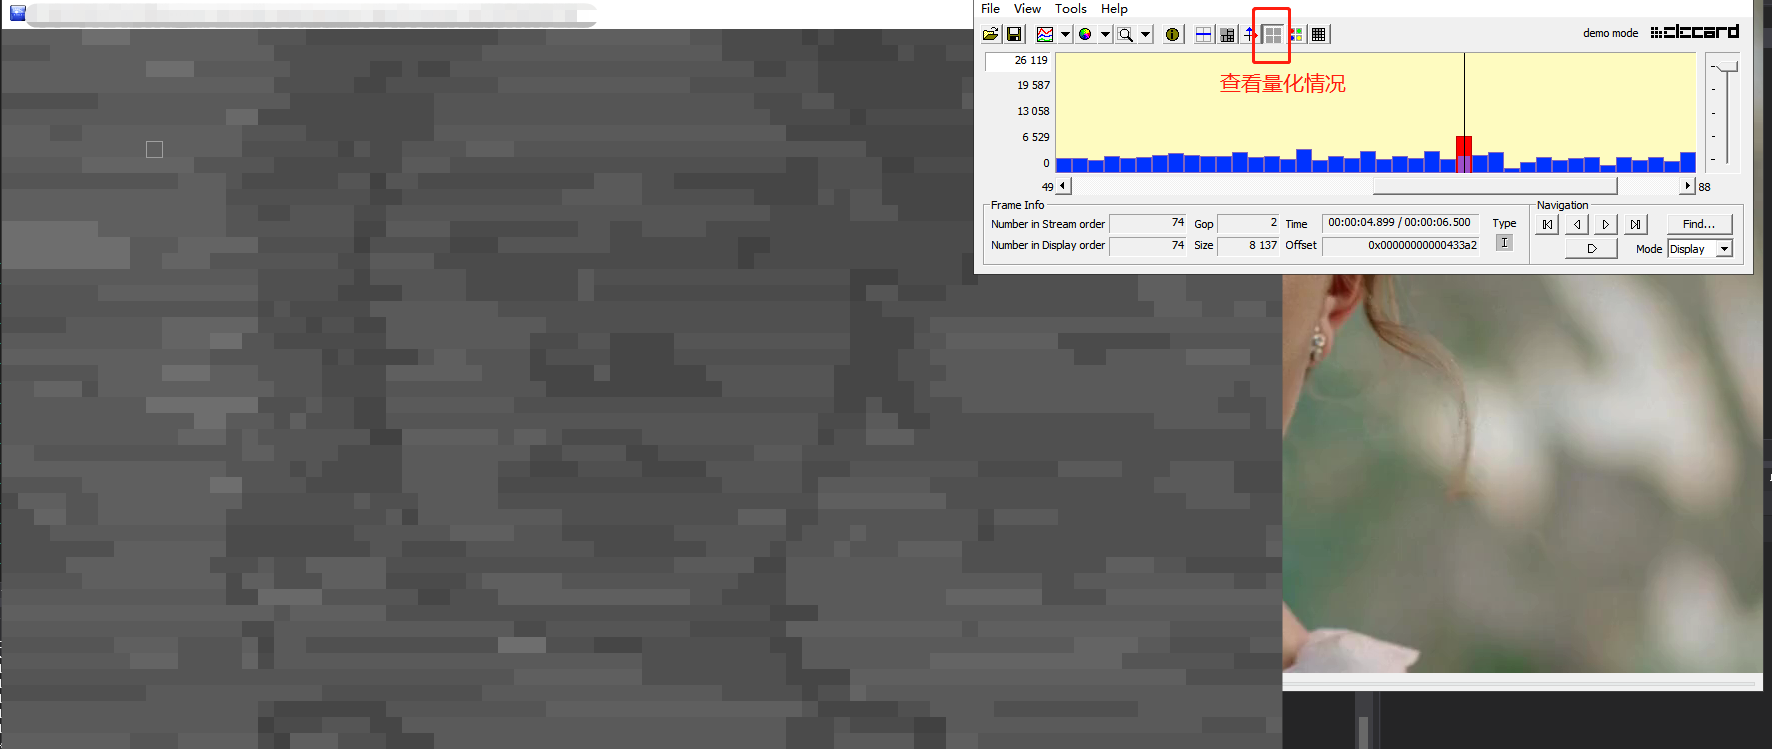 File View Tools Help
demo mode elecard
26 119
查看量化情况
19 587
13 058
6 529
0
49 88
Frame Info Navigation
Number in Stream order 74 Gop 2 Time 00:00:04.899 / 00:00:06.500 Type Find...
Number in Display order 74 Size 8 137 Offset 0x00000000000433a2 I Mode Display